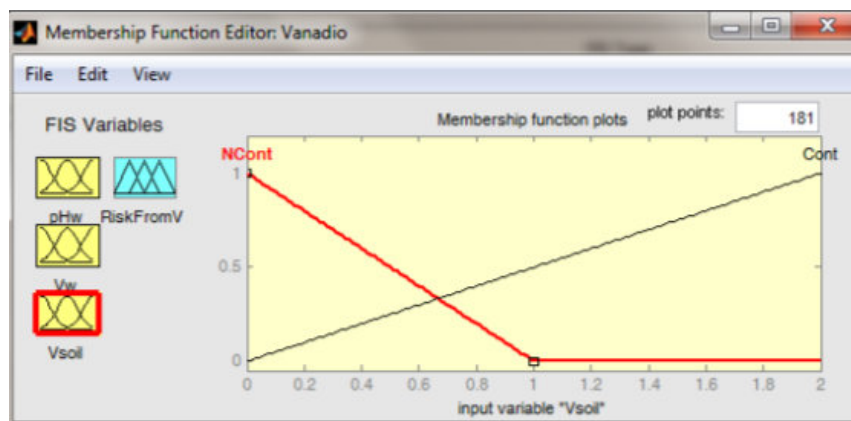 Membership Function Editor: Vanadio
File Edit View
FIS Variables
Membership function plots plot points: 181
NCont Cont
pHw RiskFromV
Vw
Vsoil
1
0.5
0
0 0.2 0.4 0.6 0.8 1 1.2 1.4 1.6 1.8 2
input variable "Vsoil"